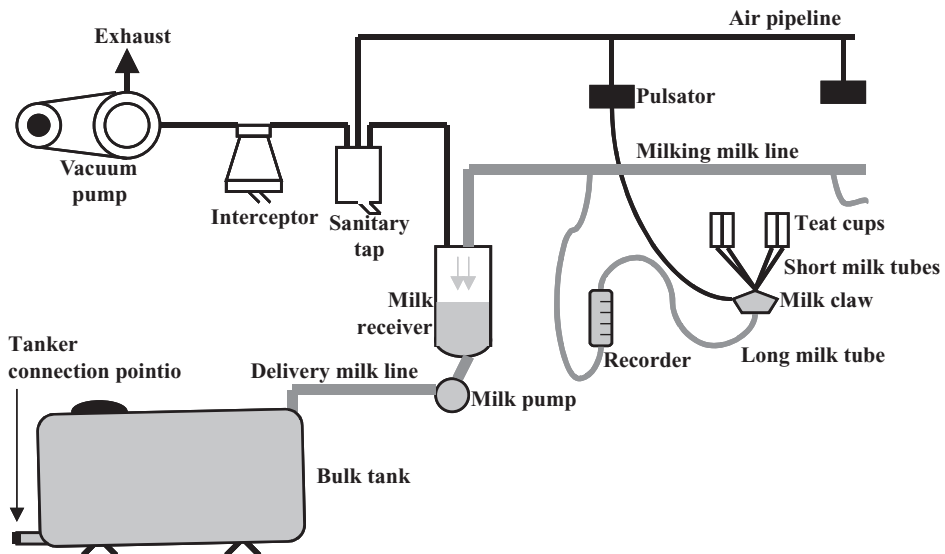 Air pipeline
Exhaust
Pulsator
Milking milk line
Vacuum
pump
Interceptor
Sanitary
tap
Teat cups
Short milk tubes
Milk claw
Milk
receiver
Recorder
Long milk tube
Tanker
connection pointio
Delivery milk line
Milk pump
Bulk tank